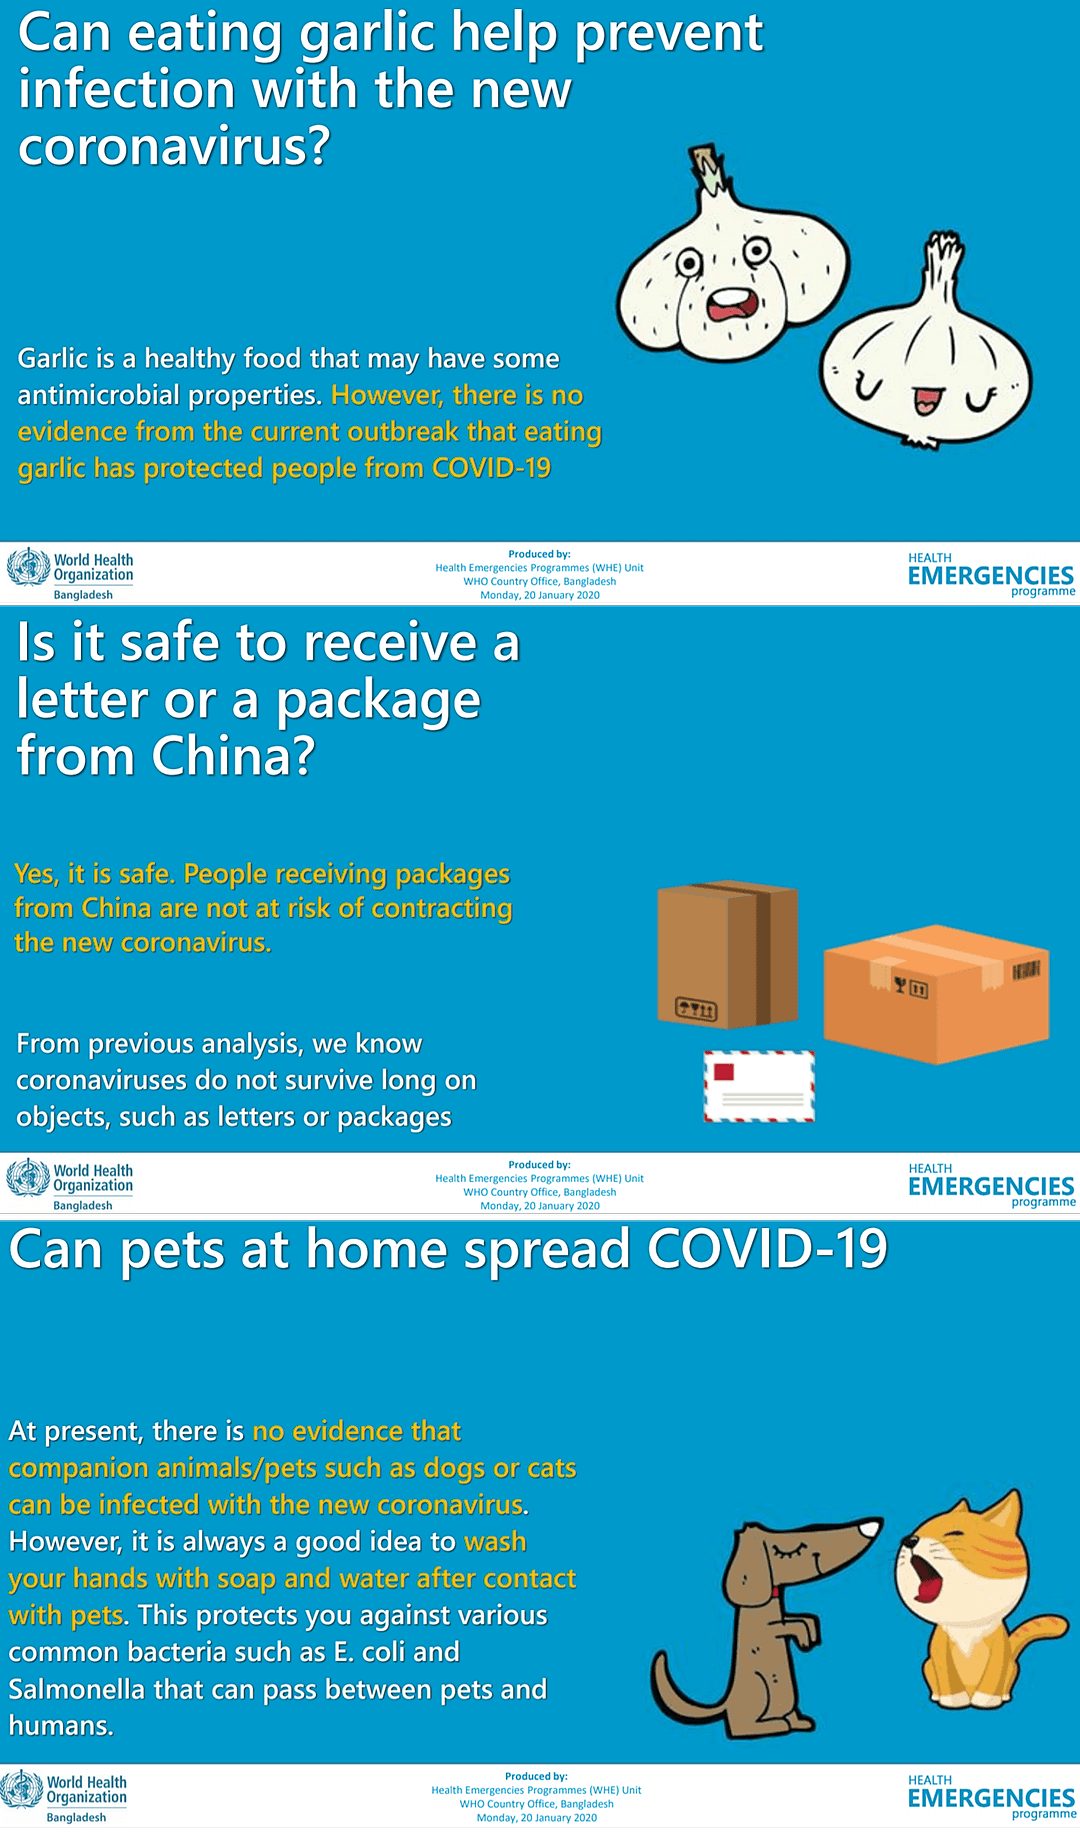 Can eating garlic help prevent
infection with the new
coronavirus?
Garlic is a healthy food that may have some
antimicrobial properties. However, there is no
evidence from the current outbreak that eating
garlic has protected people from COVID-19
World Health
Organization
Bangladesh
Produced by:
Health Emergencies Programmes (WHE) Unit
WHO Country Office, Bangladesh
Monday, 20 January 2020
HEALTH
EMERGENCIES
programme
Is it safe to receive a
letter or a package
from China?
Yes, it is safe. People receiving packages
from China are not at risk of contracting
the new coronavirus.
From previous analysis, we know
coronaviruses do not survive long on
objects, such as letters or packages
World Health
Organization
Bangladesh
Produced by:
Health Emergencies Programmes (WHE) Unit
WHO Country Office, Bangladesh
Monday, 20 January 2020
HEALTH
EMERGENCIES
programme
Can pets at home spread COVID-19
At present, there is no evidence that
companion animals/pets such as dogs or cats
can be infected with the new coronavirus.
However, it is always a good idea to wash
your hands with soap and water after contact
with pets. This protects you against various
common bacteria such as E. coli and
Salmonella that can pass between pets and
humans.
World Health
Organization
Bangladesh
Produced by:
Health Emergencies Programmes (WHE) Unit
WHO Country Office, Bangladesh
Monday, 20 January 2020
HEALTH
EMERGENCIES
programme